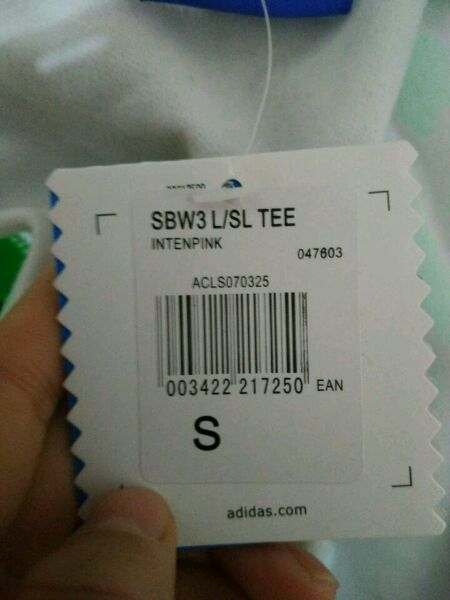 SBW3 L/SL TEE
INTENPINK
047603
ACLS070325
003422 217250 EAN
S
adidas.com